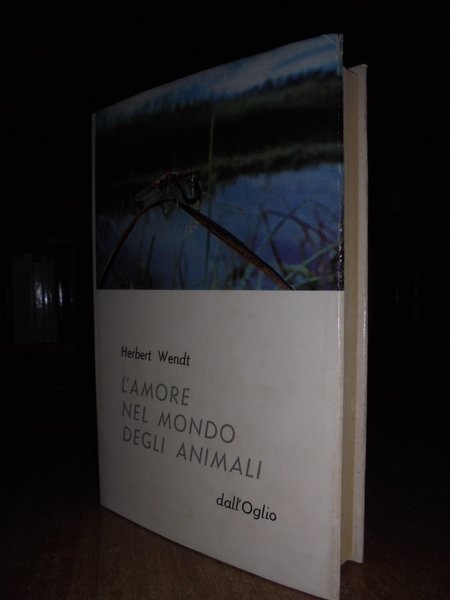 Herbert Wendt
L'AMORE
NEL MONDO
DEGLI ANIMALI
dall'Oglio